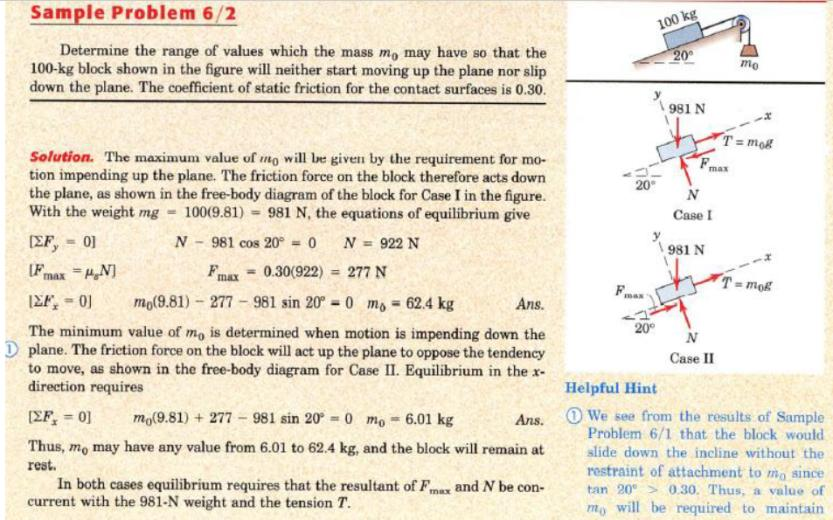 Sample Problem 6/2
Determine the range of values which the mass m₀ may have so that the
100-kg block shown in the figure will neither start moving up the plane nor slip
down the plane. The coefficient of static friction for the contact surfaces is 0.30.
Solution. The maximum value of m₀ will be given by the requirement for mo-
tion impending up the plane. The friction force on the block therefore acts down
the plane, as shown in the free-body diagram of the block for Case I in the figure.
With the weight mg = 100(9.81) = 981 N, the equations of equilibrium give
[ΣF_y = 0] N − 981 cos 20° = 0 N = 922 N
[F_max = μ_sN] F_max = 0.30(922) = 277 N
[ΣF_x = 0] m₀(9.81) − 277 − 981 sin 20° = 0 m₀ = 62.4 kg Ans.
The minimum value of m₀ is determined when motion is impending down the
① plane. The friction force on the block will act up the plane to oppose the tendency
to move, as shown in the free-body diagram for Case II. Equilibrium in the x-
direction requires
[ΣF_x = 0] m₀(9.81) + 277 − 981 sin 20° = 0 m₀ = 6.01 kg Ans.
Thus, m₀ may have any value from 6.01 to 62.4 kg, and the block will remain at
rest.
In both cases equilibrium requires that the resultant of F_max and N be con-
current with the 981-N weight and the tension T.
100 kg
20°
m₀
y
981 N
x
T = m₀g
F_max
20°
N
Case I
y
981 N
x
F_max
T = m₀g
20°
N
Case II
Helpful Hint
① We see from the results of Sample
Problem 6/1 that the block would
slide down the incline without the
restraint of attachment to m₀ since
tan 20° > 0.30. Thus, a value of
m₀ will be required to maintain